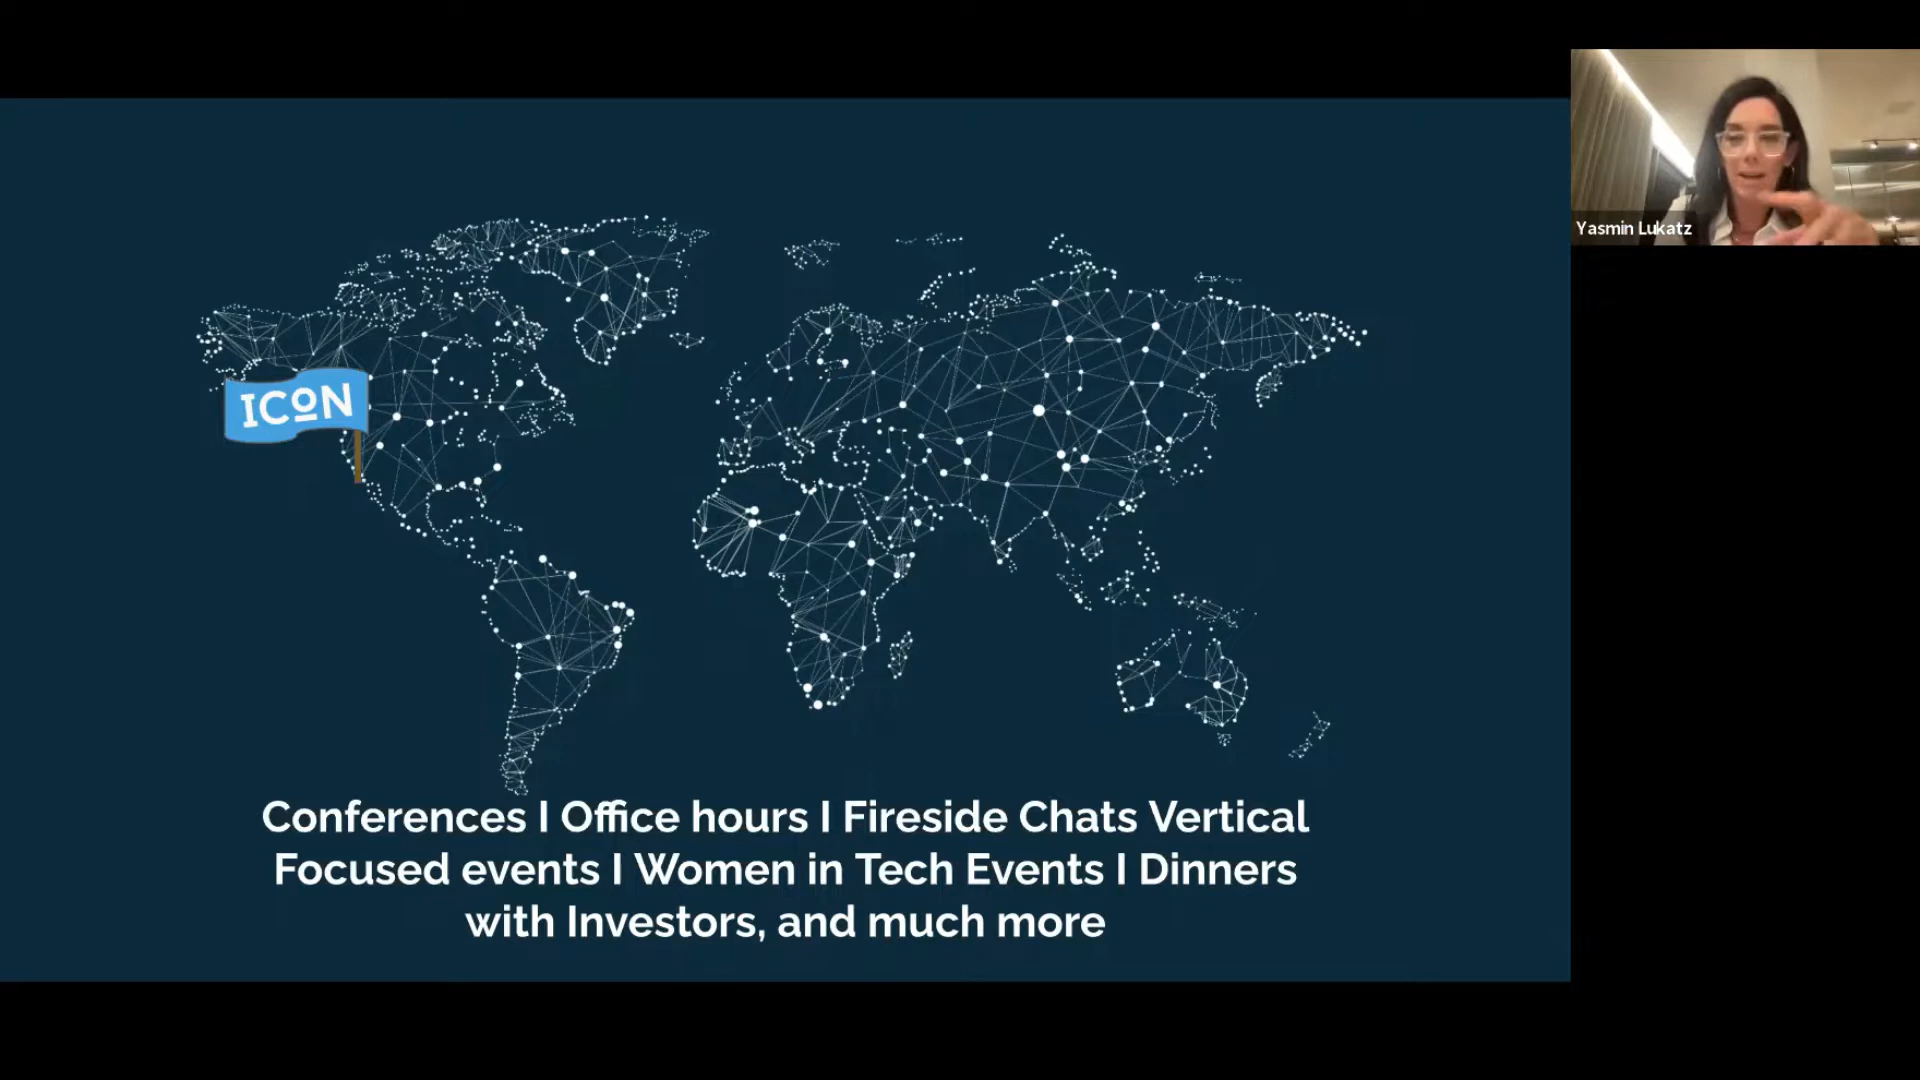 ICON
Yasmin Lukatz
Conferences I Office hours I Fireside Chats Vertical
Focused events I Women in Tech Events I Dinners
with Investors, and much more